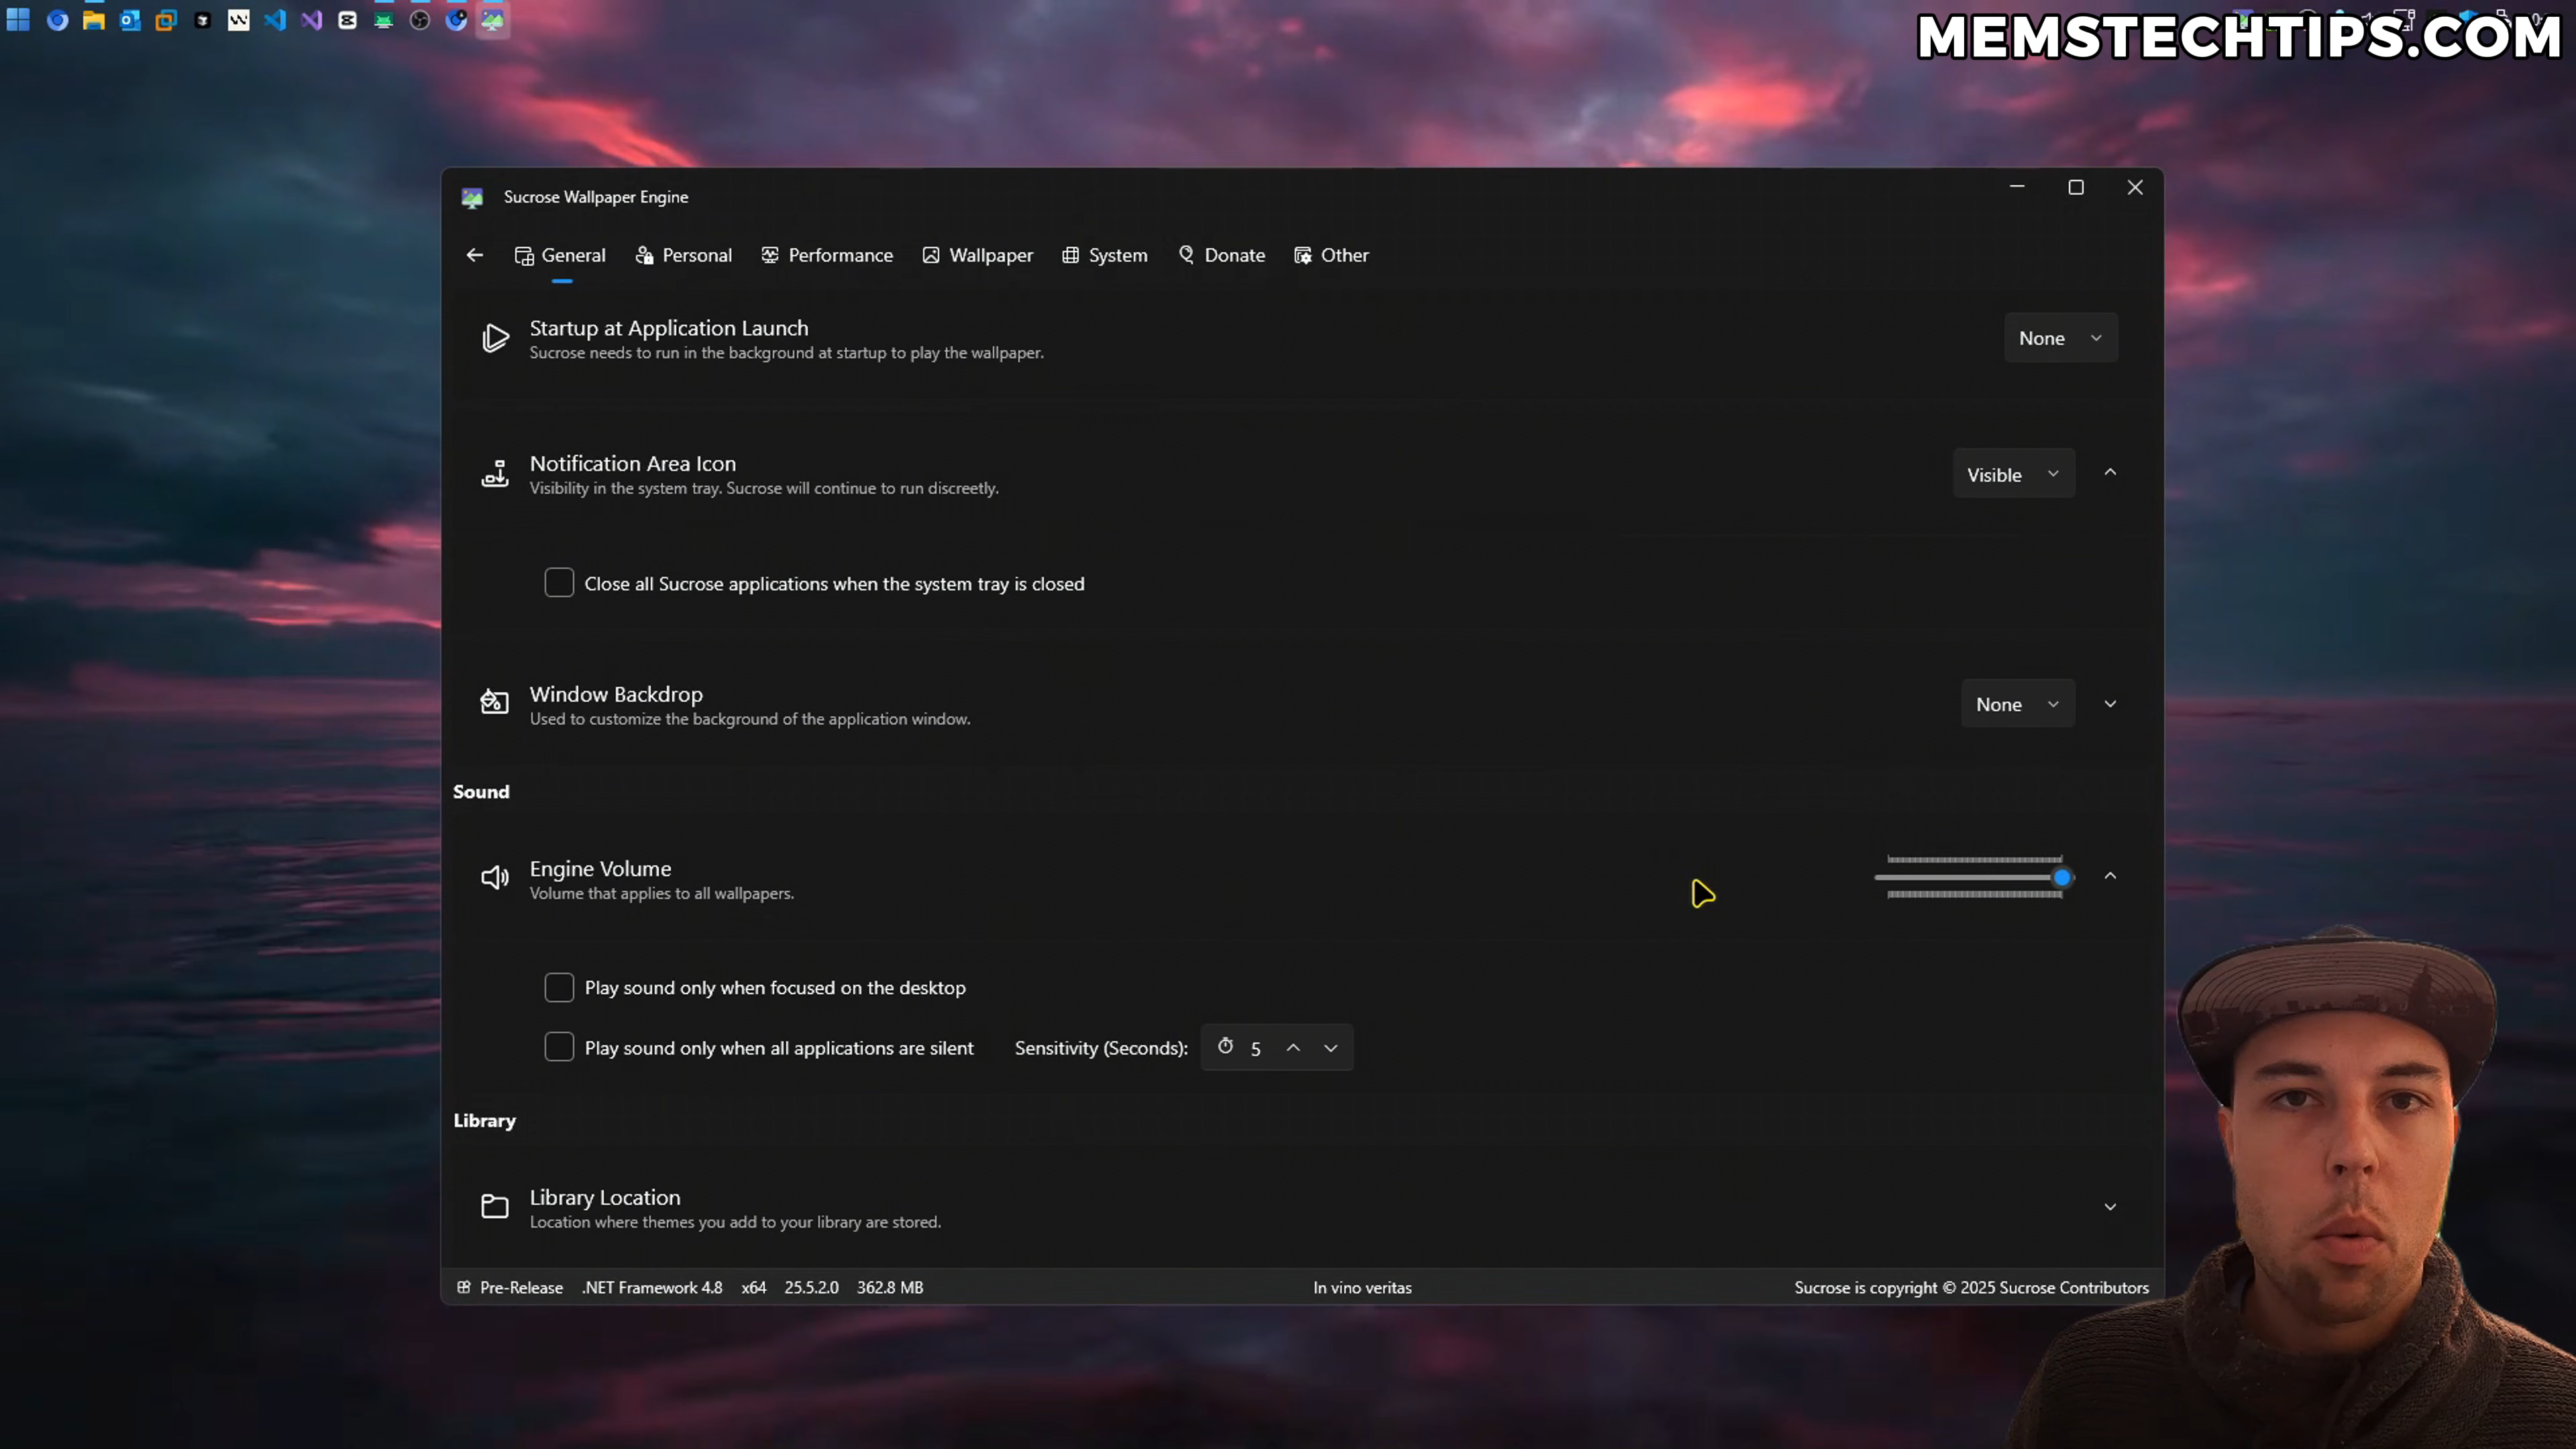 MEMSTECHTIPS.COM
Sucrose Wallpaper Engine
General Personal Performance Wallpaper System Donate Other
Startup at Application Launch
Sucrose needs to run in the background at startup to play the wallpaper.
None
Notification Area Icon
Visibility in the system tray. Sucrose will continue to run discreetly.
Visible
Close all Sucrose applications when the system tray is closed
Window Backdrop
Used to customize the background of the application window.
None
Sound
Engine Volume
Volume that applies to all wallpapers.
Play sound only when focused on the desktop
Play sound only when all applications are silent Sensitivity (Seconds): 5
Library
Library Location
Location where themes you add to your library are stored.
Pre-Release .NET Framework 4.8 x64 25.5.2.0 362.8 MB In vino veritas Sucrose is copyright © 2025 Sucrose Contributors